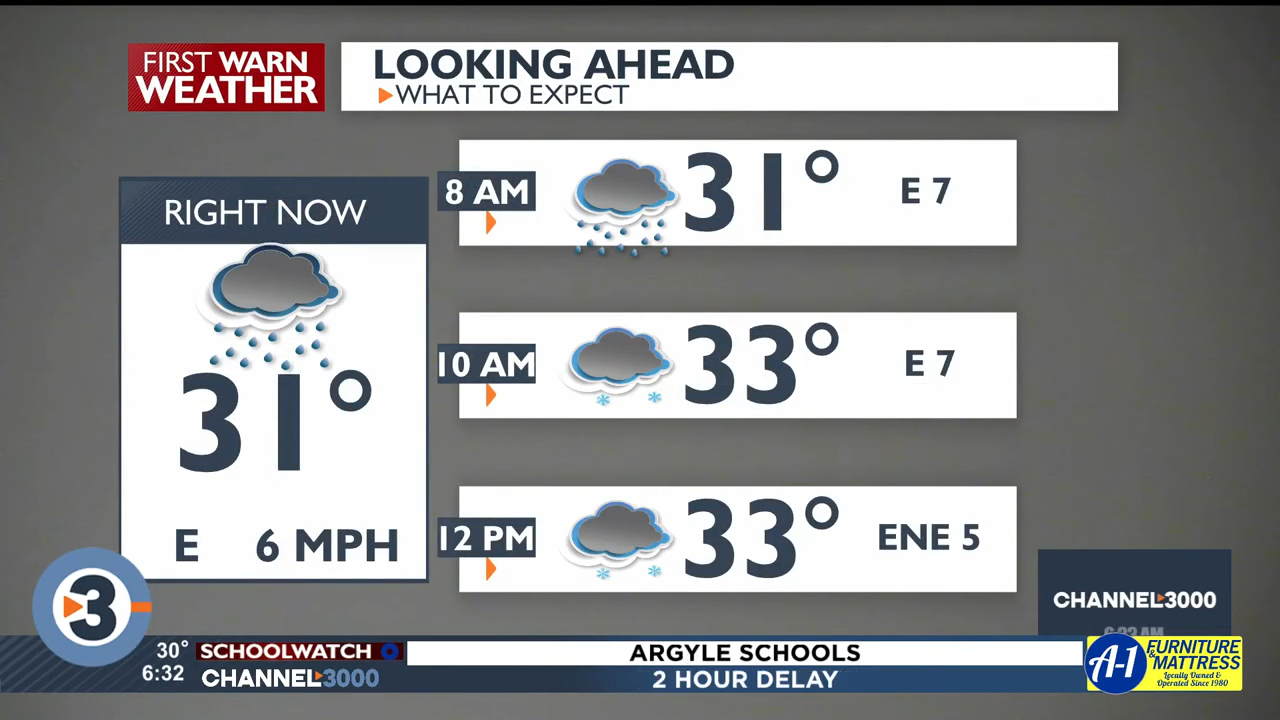 FIRST WARN
WEATHER
LOOKING AHEAD
WHAT TO EXPECT
RIGHT NOW
31°
E 6 MPH
8 AM 31° E 7
10 AM 33° E 7
12 PM 33° ENE 5
3
CHANNEL3000
30°
6:32
SCHOOLWATCH
CHANNEL3000
ARGYLE SCHOOLS
2 HOUR DELAY
A-1
FURNITURE
& MATTRESS
Locally Owned &
Operated Since 1980